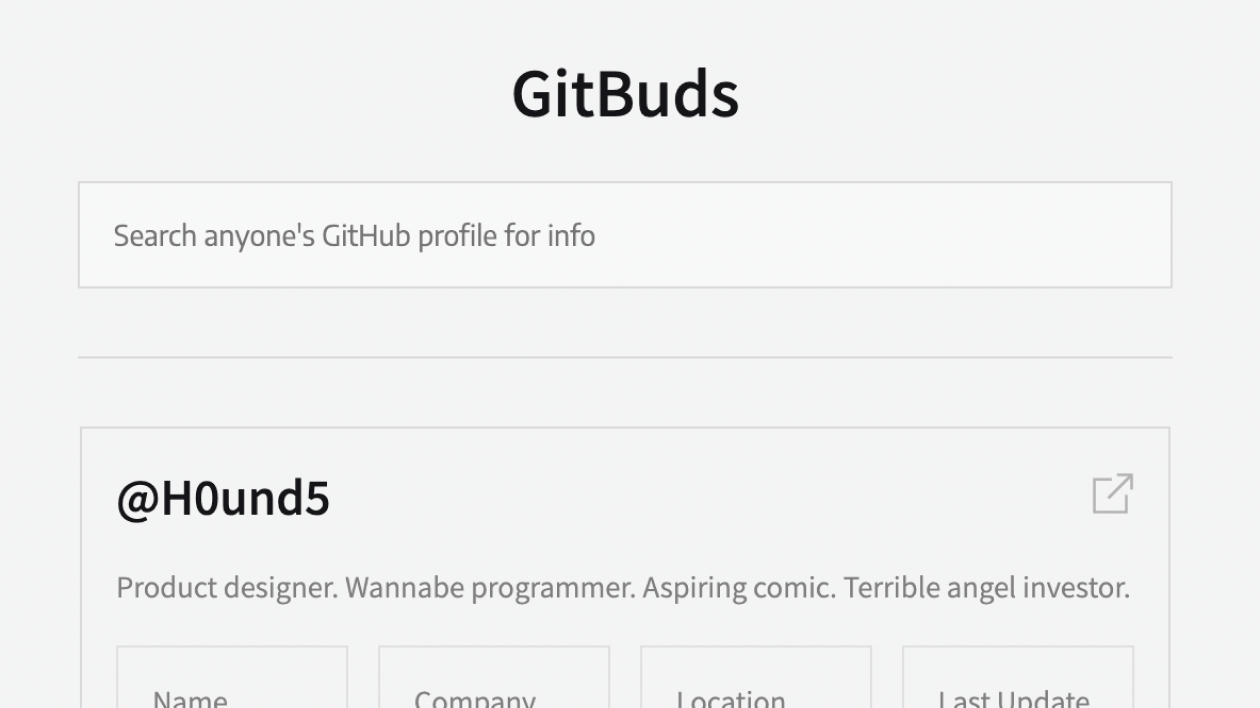 GitBuds
Search anyone's GitHub profile for info
@H0und5
Product designer. Wannabe programmer. Aspiring comic. Terrible angel investor.
Name Company Location Last Update